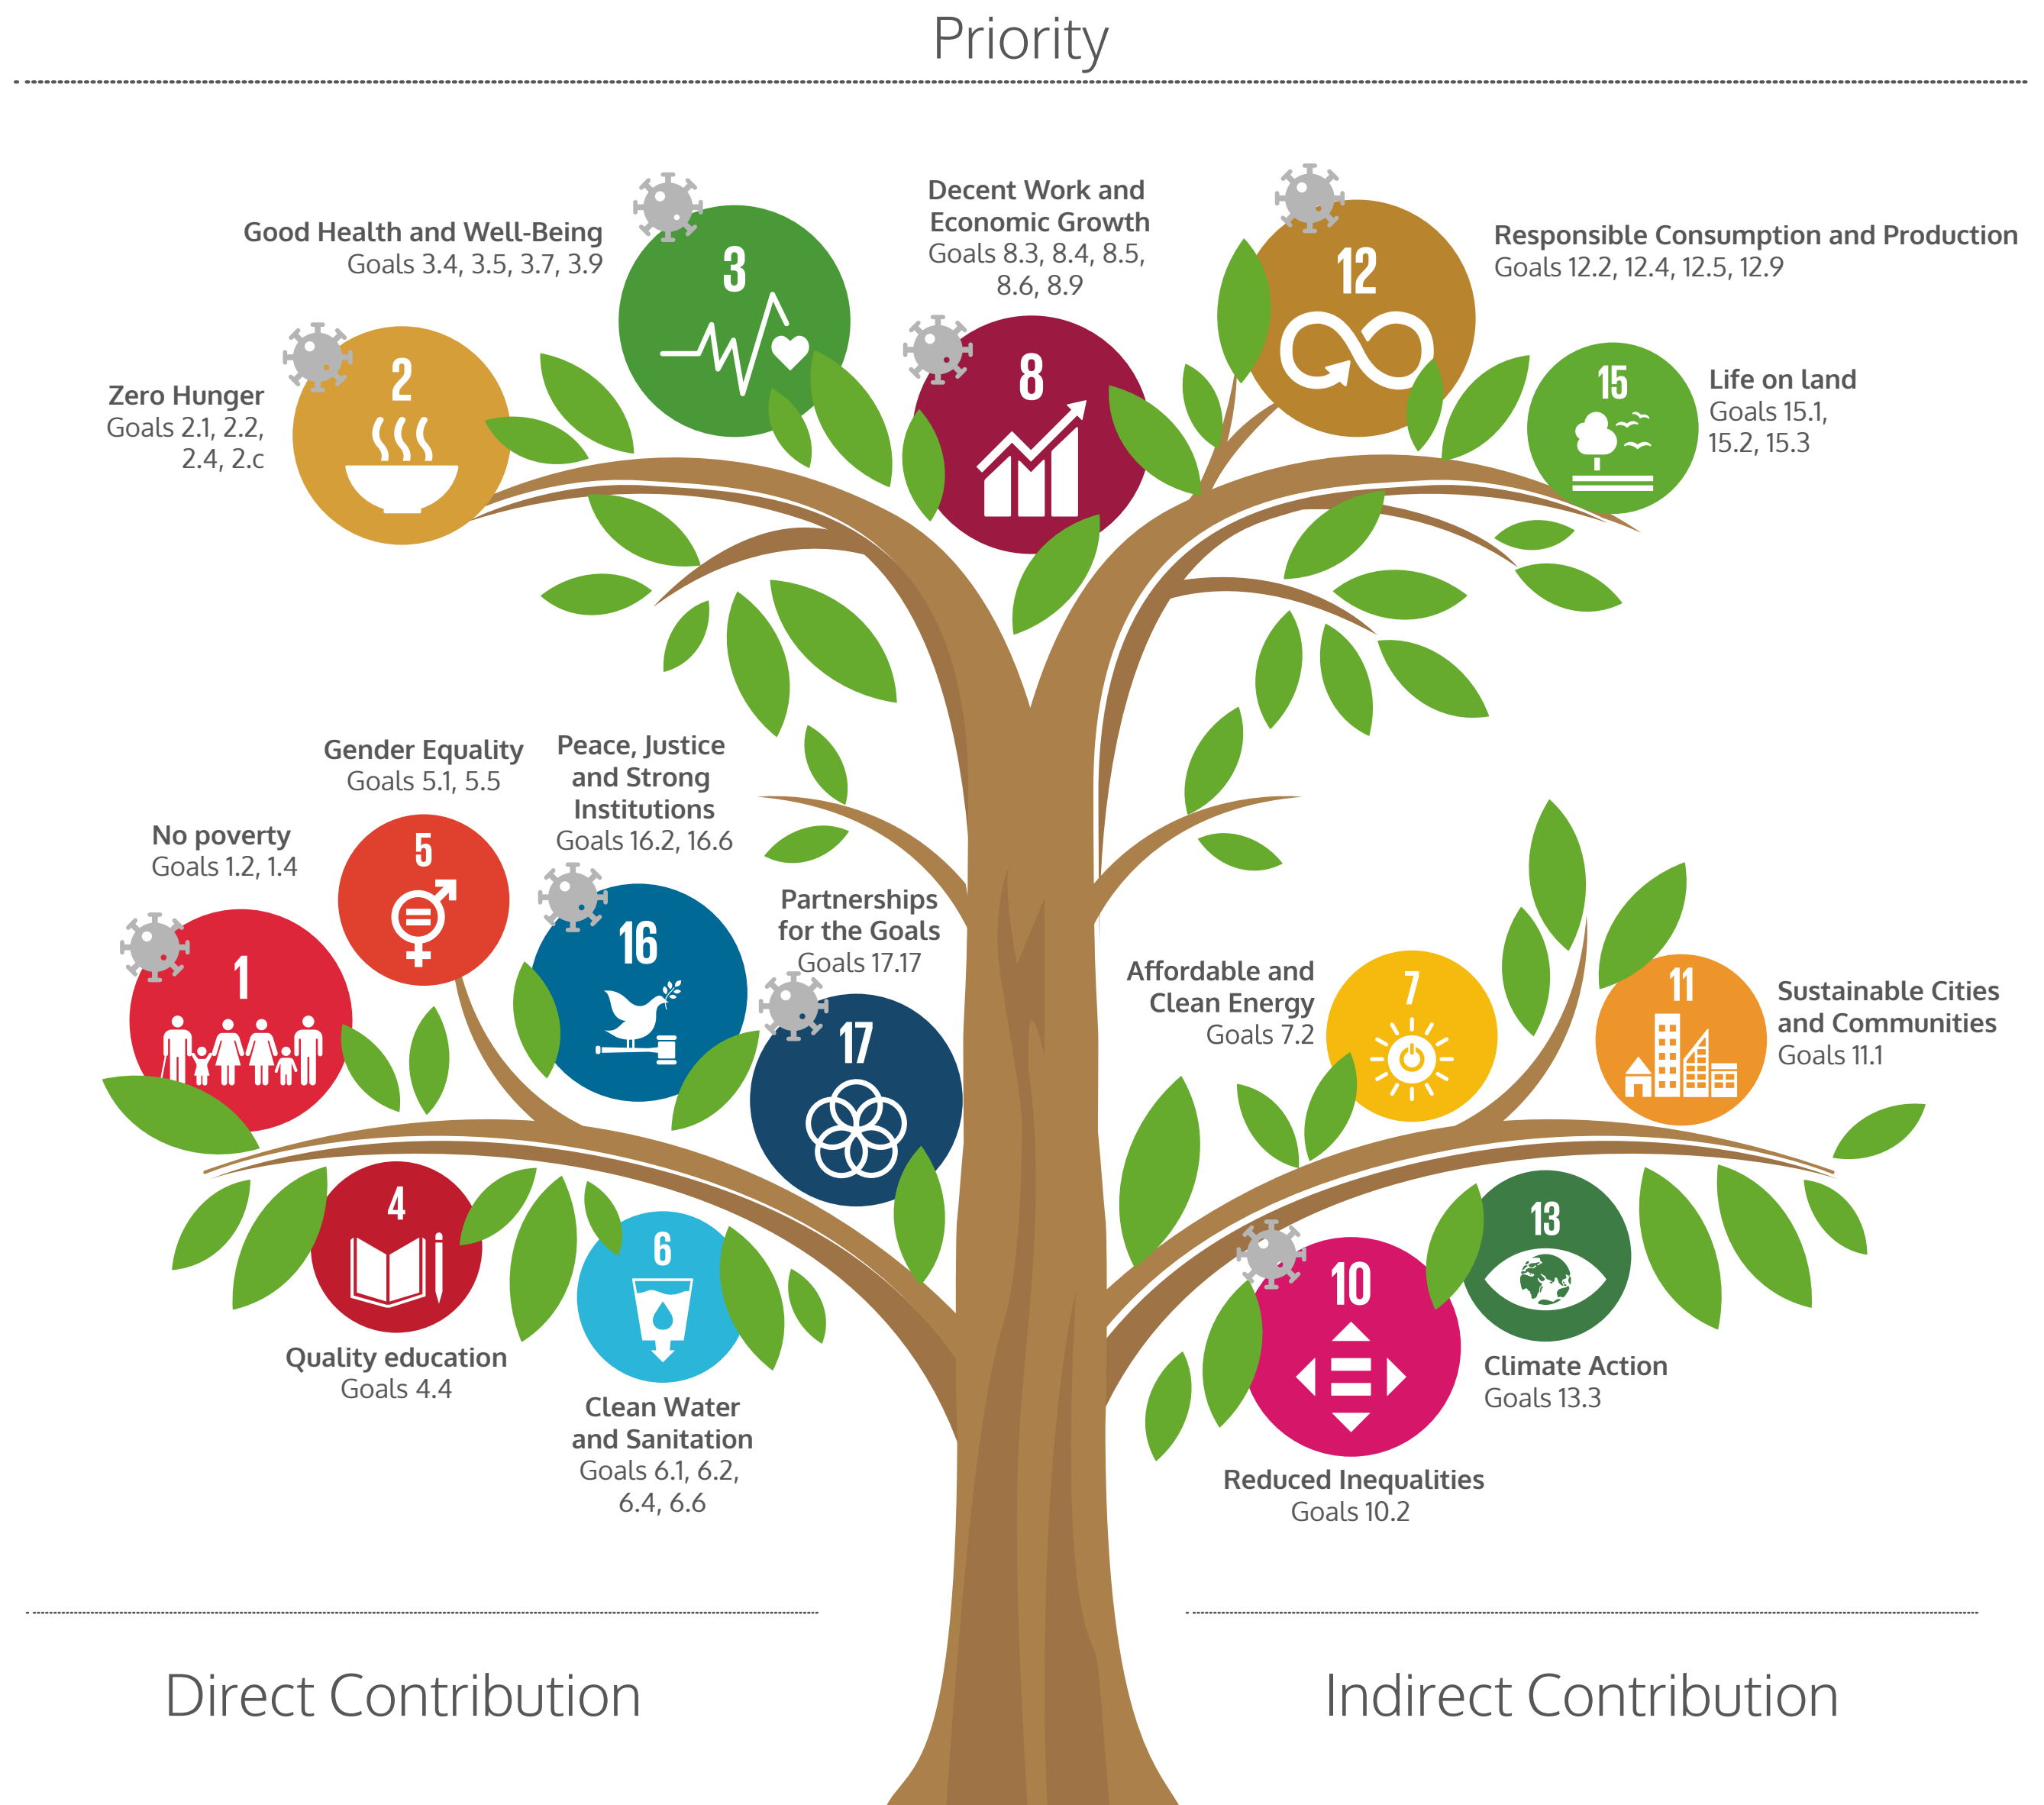 Priority
Good Health and Well-Being
Goals 3.4, 3.5, 3.7, 3.9
3
Decent Work and
Economic Growth
Goals 8.3, 8.4, 8.5,
8.6, 8.9
8
12
Responsible Consumption and Production
Goals 12.2, 12.4, 12.5, 12.9
Zero Hunger
Goals 2.1, 2.2,
2.4, 2.c
2
15
Life on land
Goals 15.1,
15.2, 15.3
Gender Equality
Goals 5.1, 5.5
5
Peace, Justice
and Strong
Institutions
Goals 16.2, 16.6
16
No poverty
Goals 1.2, 1.4
1
Partnerships
for the Goals
Goals 17.17
17
Affordable and
Clean Energy
Goals 7.2
7
11
Sustainable Cities
and Communities
Goals 11.1
4
Quality education
Goals 4.4
6
Clean Water
and Sanitation
Goals 6.1, 6.2,
6.4, 6.6
10
Reduced Inequalities
Goals 10.2
13
Climate Action
Goals 13.3
Direct Contribution
Indirect Contribution